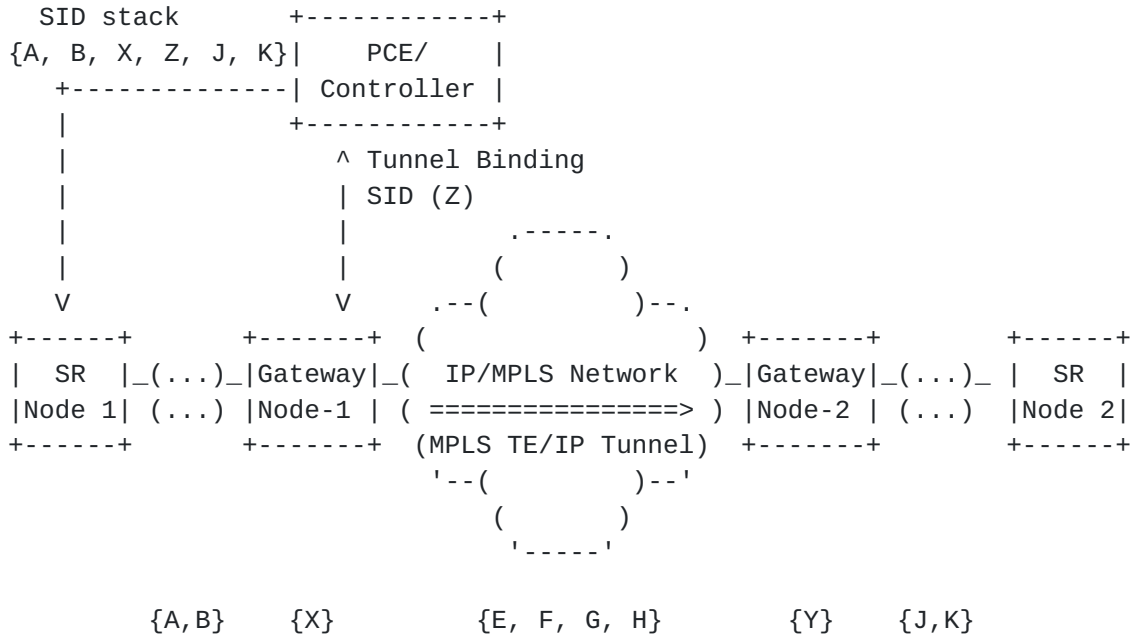 SID stack +------------+
{A, B, X, Z, J, K}| PCE/ |
+--------------| Controller |
| +------------+
| ^ Tunnel Binding
| | SID (Z)
| | .-----.
| | ( )
V V .--( )--.
+------+ +-------+ ( ) +-------+ +------+
| SR |_(...)_|Gateway|_( IP/MPLS Network )_|Gateway|_(...)_ | SR |
|Node 1| (...) |Node-1 | ( ================> ) |Node-2 | (...) |Node 2|
+------+ +-------+ (MPLS TE/IP Tunnel) +-------+ +------+
'--( )--'
( )
'-----'
{A,B} {X} {E, F, G, H} {Y} {J,K}